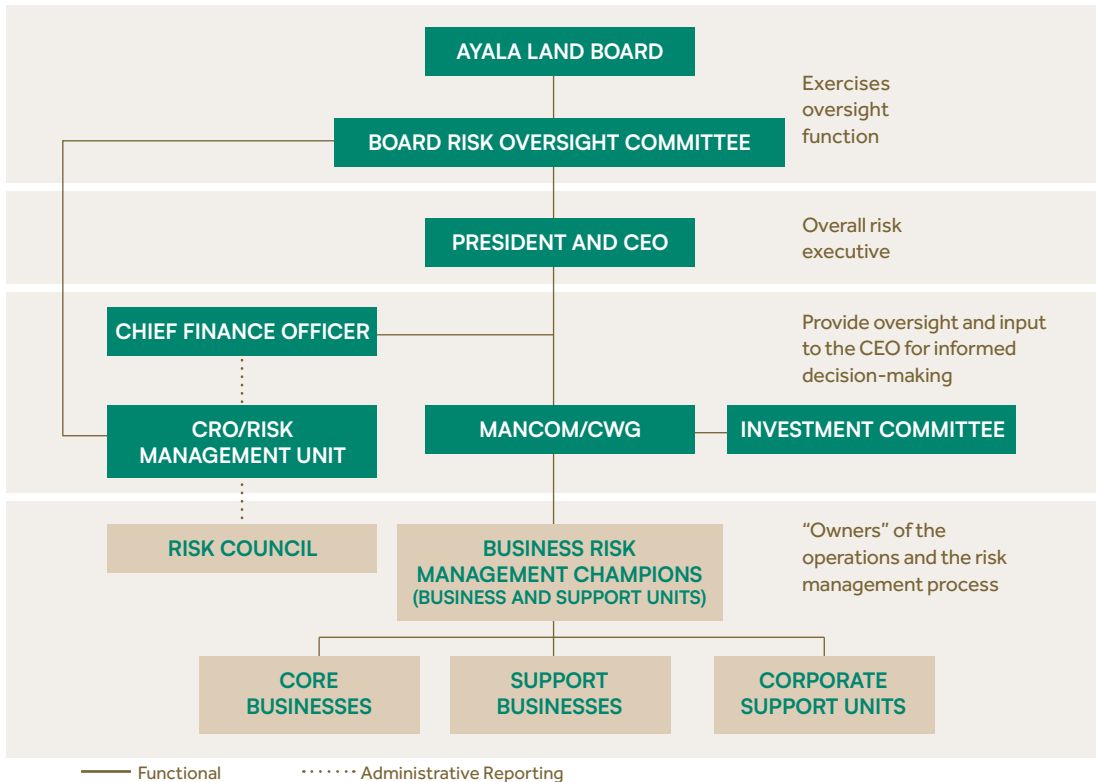 AYALA LAND BOARD
Exercises
oversight
function
BOARD RISK OVERSIGHT COMMITTEE
PRESIDENT AND CEO
Overall risk
executive
CHIEF FINANCE OFFICER
Provide oversight and input
to the CEO for informed
decision-making
CRO/RISK
MANAGEMENT UNIT
MANCOM/CWG
INVESTMENT COMMITTEE
RISK COUNCIL
BUSINESS RISK
MANAGEMENT CHAMPIONS
(BUSINESS AND SUPPORT UNITS)
“Owners” of the
operations and the risk
management process
CORE
BUSINESSES
SUPPORT
BUSINESSES
CORPORATE
SUPPORT UNITS
Functional
Administrative Reporting